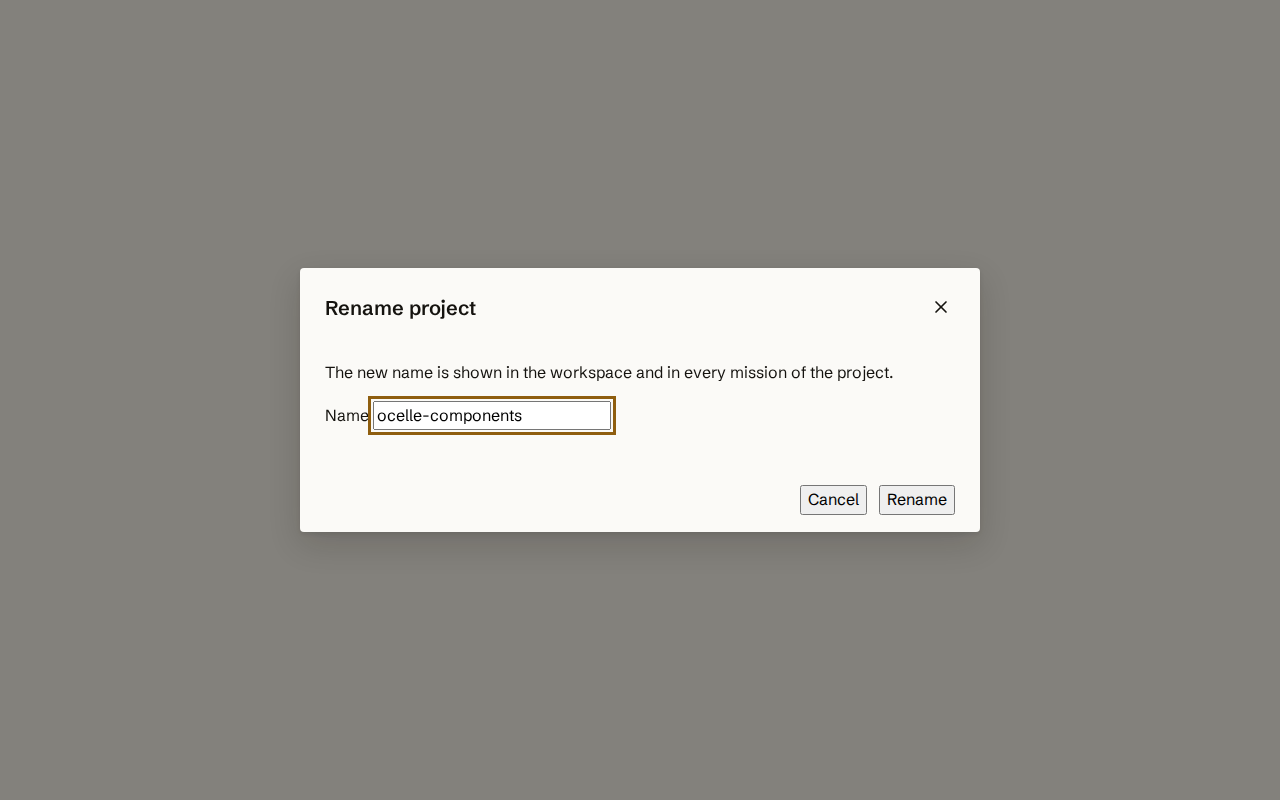 Rename project
The new name is shown in the workspace and in every mission of the project.
Name ocelle-components
Cancel Rename